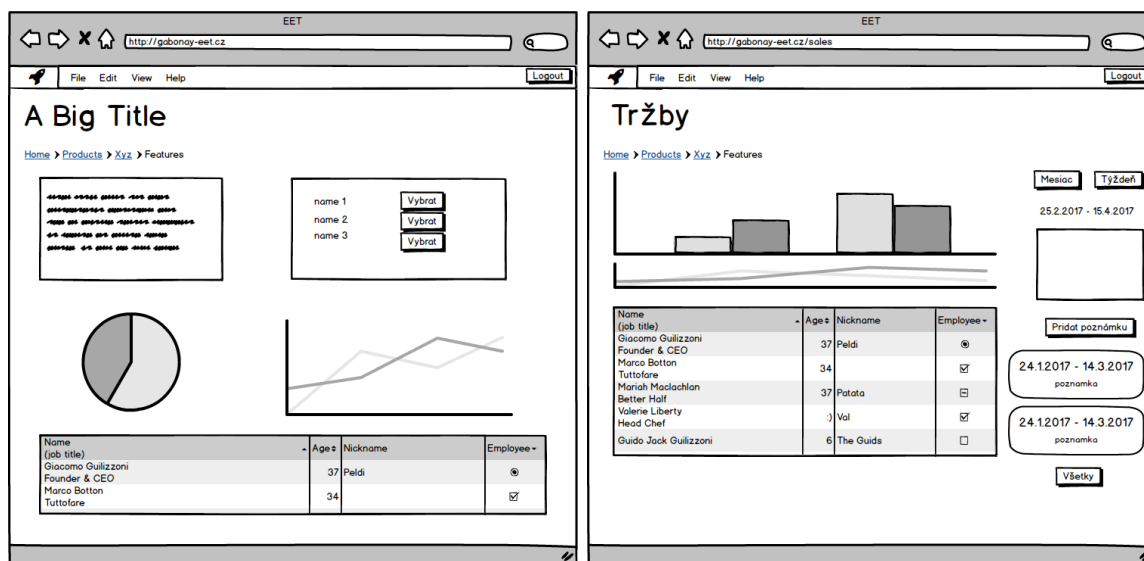 EET
http://gabonay-eet.cz
File Edit View Help
Logout
A Big Title
Home Products Xyz Features
name 1 Vybrat
name 2 Vybrat
name 3 Vybrat
Name
(job title)
Age Nickname Employee
Giacomo Guilizzoni
Founder & CEO
37 Peldi
Marco Botton
Tuttofare
34
EET
http://gabonay-eet.cz/sales
File Edit View Help
Logout
Tržby
Home Products Xyz Features
Mesiac Týždeň
25.2.2017 - 15.4.2017
Pridat poznámku
24.1.2017 - 14.3.2017
poznamka
24.1.2017 - 14.3.2017
poznamka
Všetky
Name
(job title)
Age Nickname Employee
Giacomo Guilizzoni
Founder & CEO
37 Peldi
Marco Botton
Tuttofare
34
Mariah Maclachlan
Better Half
37 Patata
Valerie Liberty
Head Chef
:) Val
Guido Jack Guilizzoni 6 The Guids